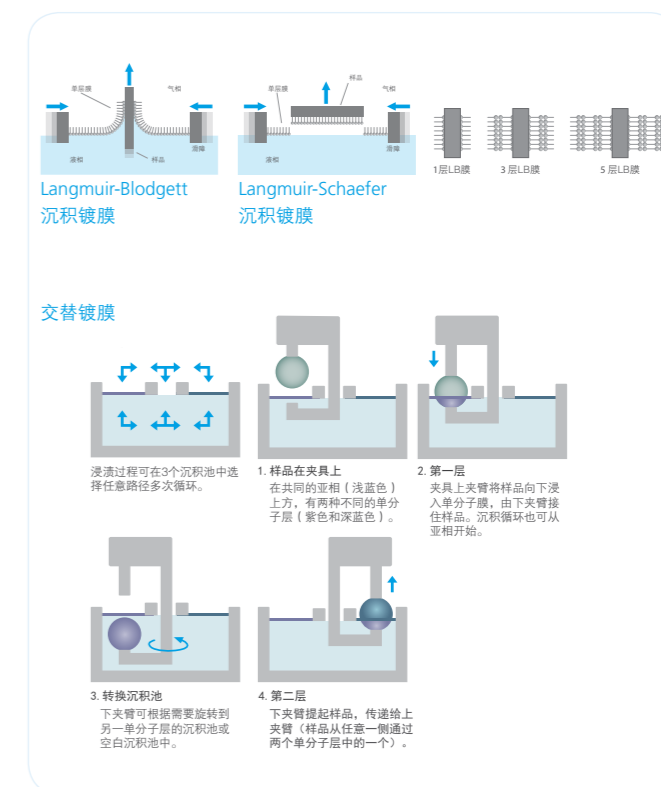 单层膜
气相
滑障
液相
样品
Langmuir-Blodgett
沉积镀膜
样品
单层膜
气相
滑障
液相
Langmuir-Schaefer
沉积镀膜
1层LB膜
3 层LB膜
5 层LB膜
交替镀膜
浸渍过程可在3个沉积池中选
择任意路径多次循环。
1. 样品在夹具上
在共同的亚相(浅蓝色)
上方,有两种不同的单分
子层(紫色和深蓝色)。
2. 第一层
夹具上夹臂将样品向下浸
入单分子膜,由下夹臂接
住样品。沉积循环也可从
亚相开始。
3. 转换沉积池
下夹臂可根据需要旋转到
另一单分子层的沉积池或
空白沉积池中。
4. 第二层
下夹臂提起样品,传递给上
夹臂(样品从任意一侧通过
两个单分子层中的一个)。